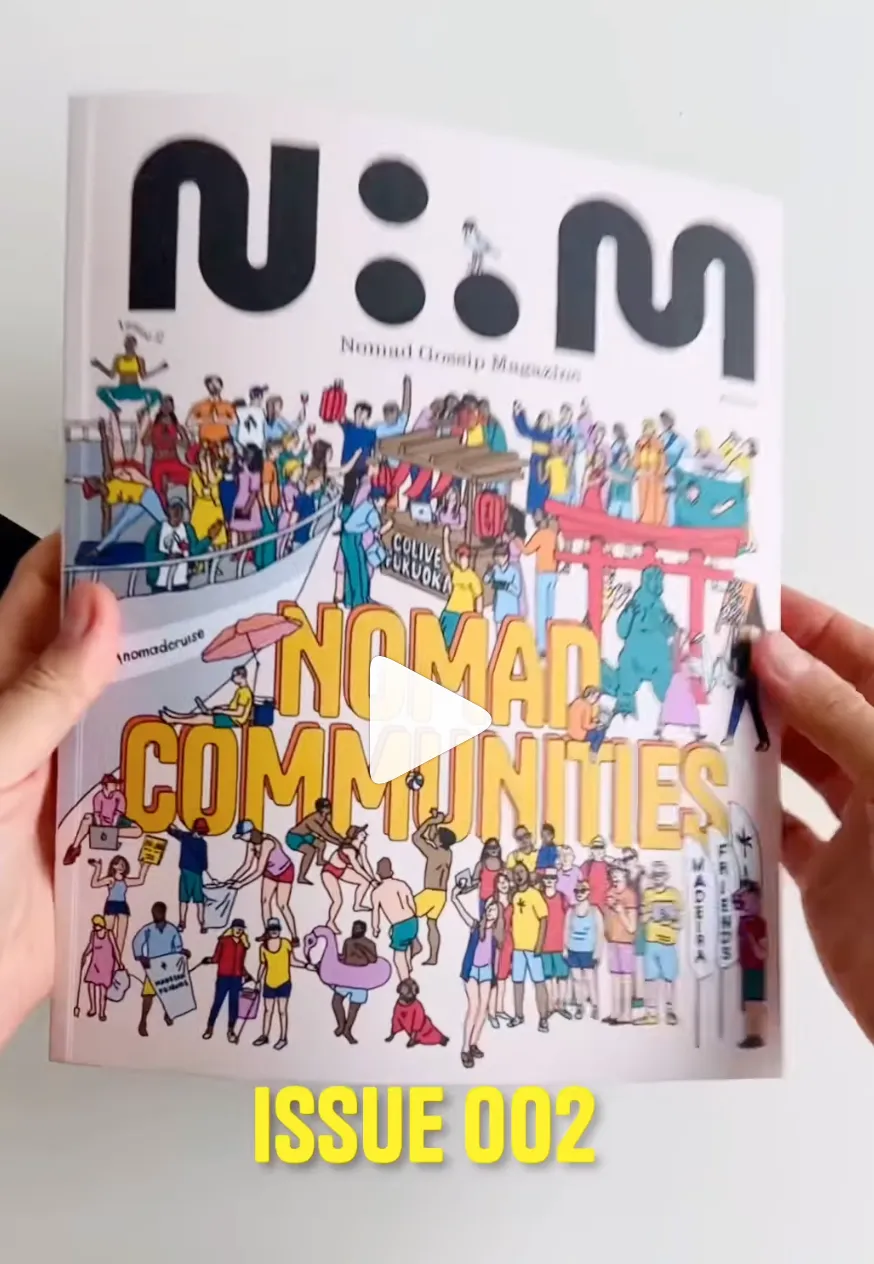 N:.M
Nomad Gossip Magazine
COLIVE
FUKUOKA
nomadcruise
NOMAD
COMMUNITIES
MADEIRA
FRIENDS
ISSUE 002